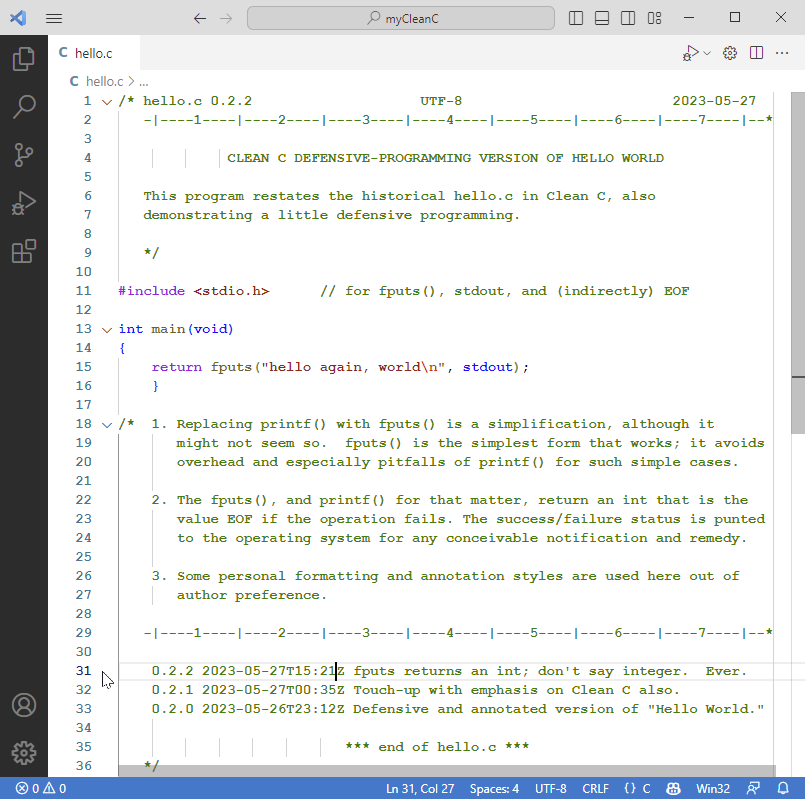 myCleanC
C hello.c
C hello.c > ...
1 /* hello.c 0.2.2                    UTF-8                         2023-05-27
2    -|----1----|----2----|----3----|----4----|----5----|----6----|----7----|--*
3
4              CLEAN C DEFENSIVE-PROGRAMMING VERSION OF HELLO WORLD
5
6    This program restates the historical hello.c in Clean C, also
7    demonstrating a little defensive programming.
8
9    */
10
11 #include <stdio.h>      // for fputs(), stdout, and (indirectly) EOF
12
13 int main(void)
14 {
15     return fputs("hello again, world\n", stdout);
16     }
17
18 /*  1. Replacing printf() with fputs() is a simplification, although it
19        might not seem so.  fputs() is the simplest form that works; it avoids
20        overhead and especially pitfalls of printf() for such simple cases.
21
22     2. The fputs(), and printf() for that matter, return an int that is the
23        value EOF if the operation fails. The success/failure status is punted
24        to the operating system for any conceivable notification and remedy.
25
26     3. Some personal formatting and annotation styles are used here out of
27        author preference.
28
29    -|----1----|----2----|----3----|----4----|----5----|----6----|----7----|--*
30
31     0.2.2 2023-05-27T15:21Z fputs returns an int; don't say integer.  Ever.
32     0.2.1 2023-05-27T00:35Z Touch-up with emphasis on Clean C also.
33     0.2.0 2023-05-26T23:12Z Defensive and annotated version of "Hello World."
34
35                            *** end of hello.c ***
36    */
0 0 Ln 31, Col 27 Spaces: 4 UTF-8 CRLF {} C Win32